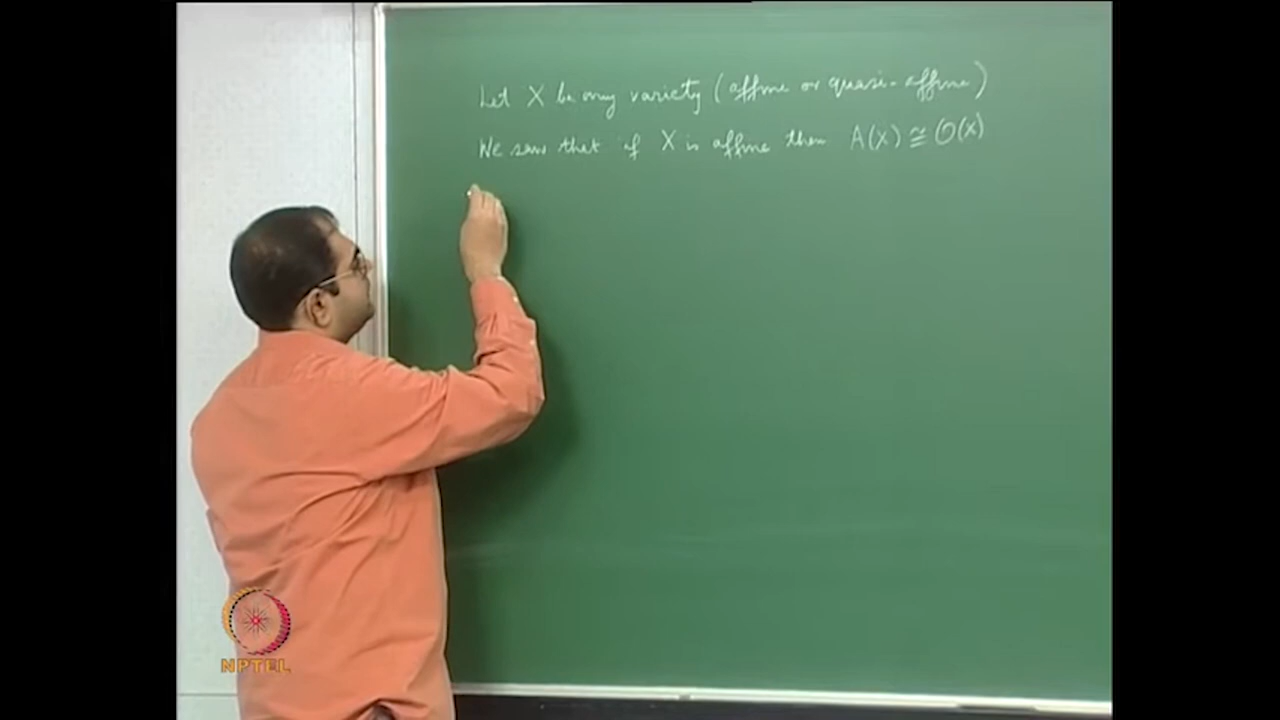 Let X be any variety (affine or quasi-affine)
We saw that if X is affine then A(X) ≅ O(X)
NPTEL